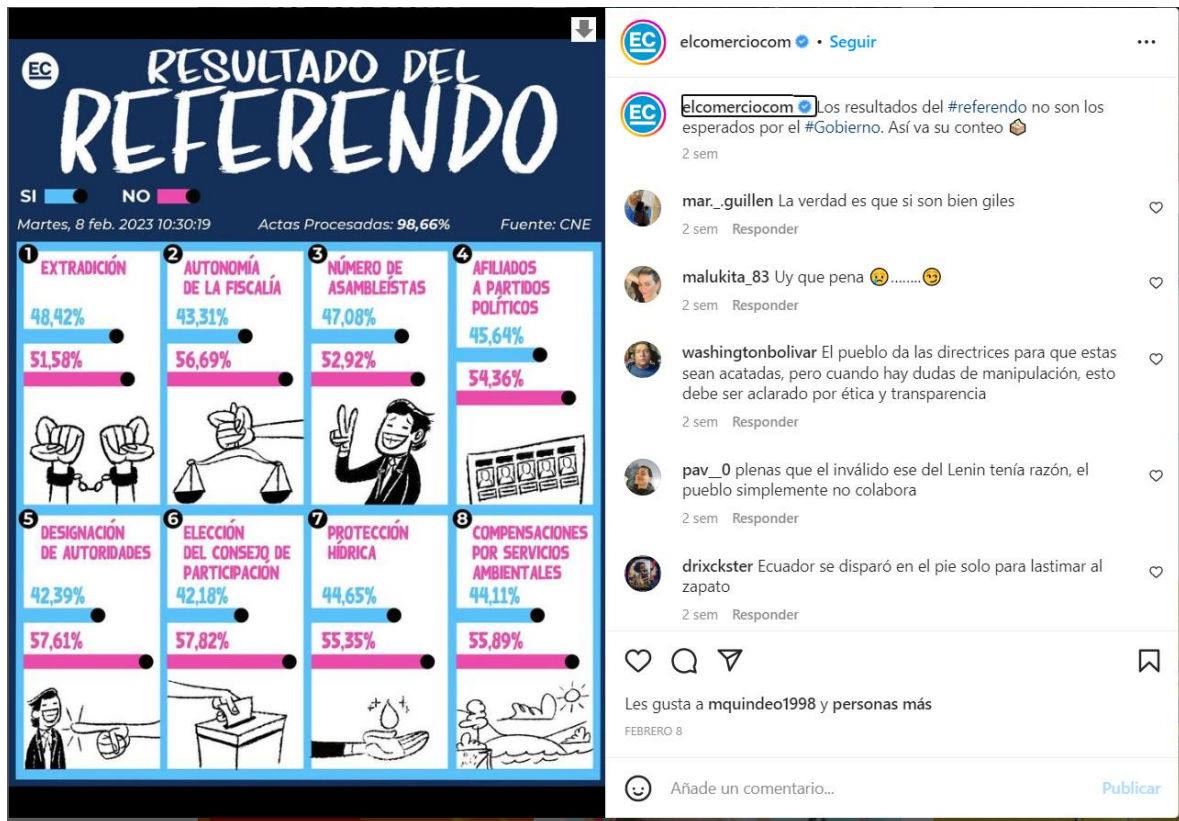 EC
RESULTADO DEL
REFERENDO
SI
NO
Martes, 8 feb. 2023 10:30:19
Actas Procesadas: 98,66%
Fuente: CNE
1
EXTRADICIÓN
48,42%
51,58%
2
AUTONOMÍA
DE LA FISCALÍA
43,31%
56,69%
3
NÚMERO DE
ASAMBLEÍSTAS
47,08%
52,92%
4
AFILIADOS
A PARTIDOS
POLÍTICOS
45,64%
54,36%
5
DESIGNACIÓN
DE AUTORIDADES
42,39%
57,61%
6
ELECCIÓN
DEL CONSEJO DE
PARTICIPACIÓN
42,18%
57,82%
7
PROTECCIÓN
HÍDRICA
44,65%
55,35%
8
COMPENSACIONES
POR SERVICIOS
AMBIENTALES
44,11%
55,89%
EC
elcomerciocom • Seguir
EC
elcomerciocom Los resultados del #referendo no son los
esperados por el #Gobierno. Así va su conteo 🗳
2 sem
mar._.guillen La verdad es que si son bien giles
2 sem Responder
malukita_83 Uy que pena 😢........😏
2 sem Responder
washingtonbolivar El pueblo da las directrices para que estas
sean acatadas, pero cuando hay dudas de manipulación, esto
debe ser aclarado por ética y transparencia
2 sem Responder
pav__0 plenas que el inválido ese del Lenin tenía razón, el
pueblo simplemente no colabora
2 sem Responder
drixckster Ecuador se disparó en el pie solo para lastimar al
zapato
2 sem Responder
Les gusta a mquindeo1998 y personas más
FEBRERO 8
Añade un comentario...
Publicar